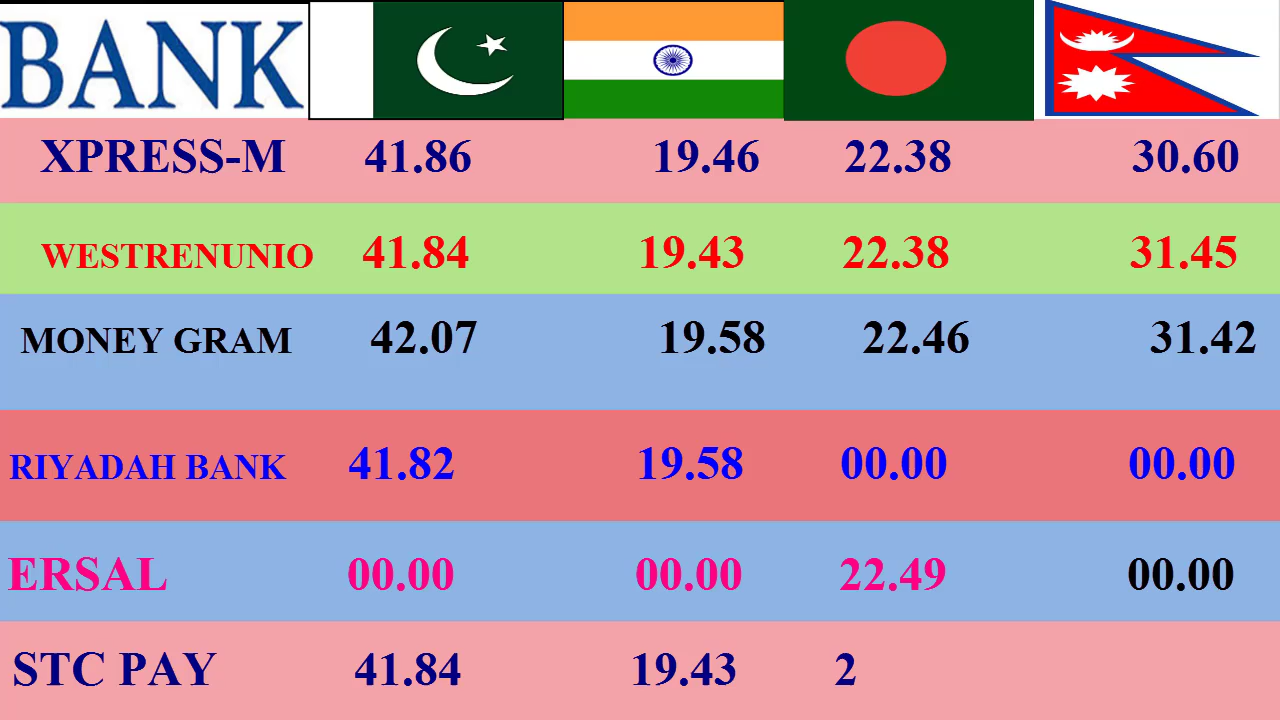 BANK
XPRESS-M 41.86 19.46 22.38 30.60
WESTRENUNIO 41.84 19.43 22.38 31.45
MONEY GRAM 42.07 19.58 22.46 31.42
RIYADAH BANK 41.82 19.58 00.00 00.00
ERSAL 00.00 00.00 22.49 00.00
STC PAY 41.84 19.43 2